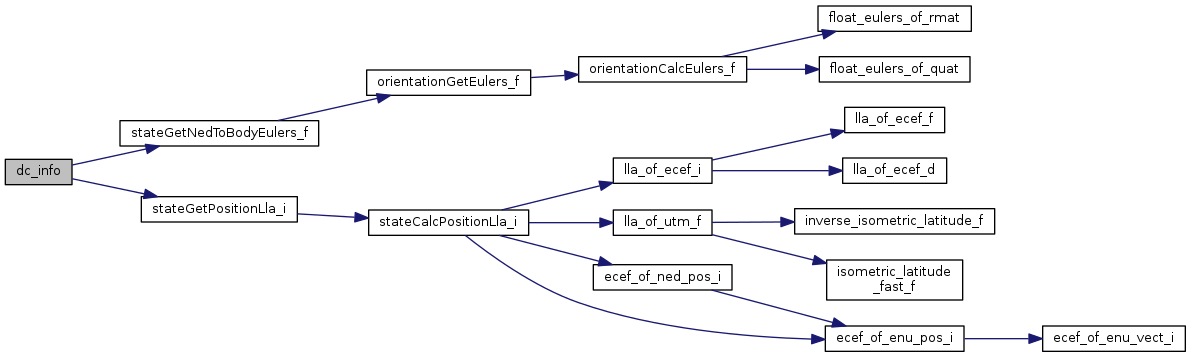 dc_info
stateGetNedToBodyEulers_f
orientationGetEulers_f
orientationCalcEulers_f
float_eulers_of_rmat
float_eulers_of_quat
stateGetPositionLla_i
stateCalcPositionLla_i
lla_of_ecef_i
lla_of_ecef_f
lla_of_ecef_d
lla_of_utm_f
inverse_isometric_latitude_f
isometric_latitude
_fast_f
ecef_of_ned_pos_i
ecef_of_enu_pos_i
ecef_of_enu_vect_i